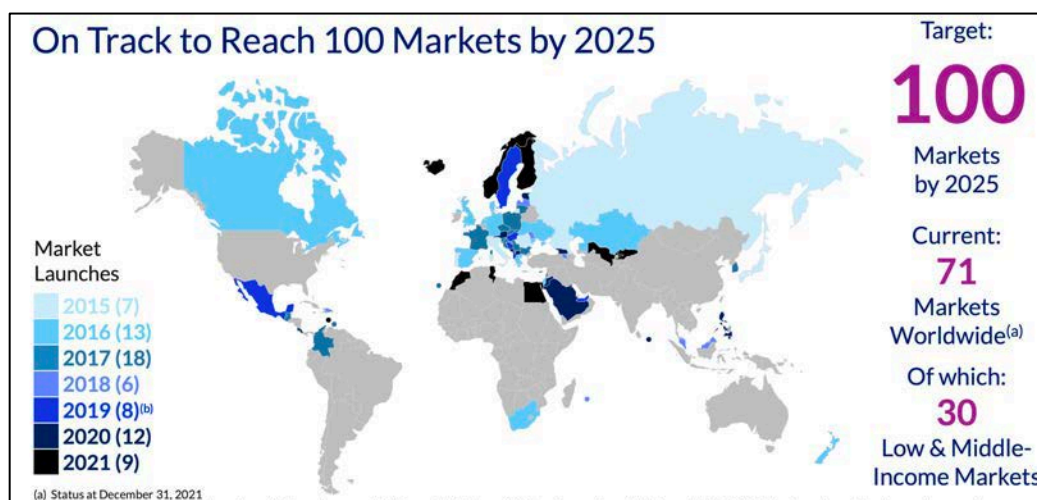 On Track to Reach 100 Markets by 2025
Market
Launches
2015 (7)
2016 (13)
2017 (18)
2018 (6)
2019 (8)(b)
2020 (12)
2021 (9)
(a) Status at December 31, 2021
Target:
100
Markets
by 2025
Current:
71
Markets
Worldwide(a)
Of which:
30
Low & Middle-
Income Markets